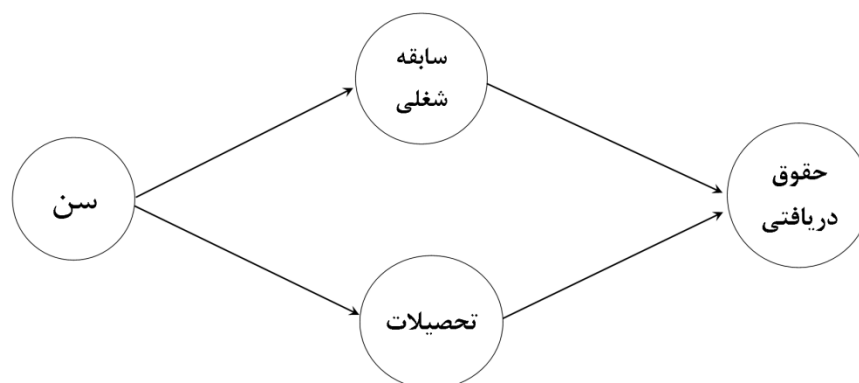 سابقه
شغلی
حقوق
دریافتی
سن
تحصیلات